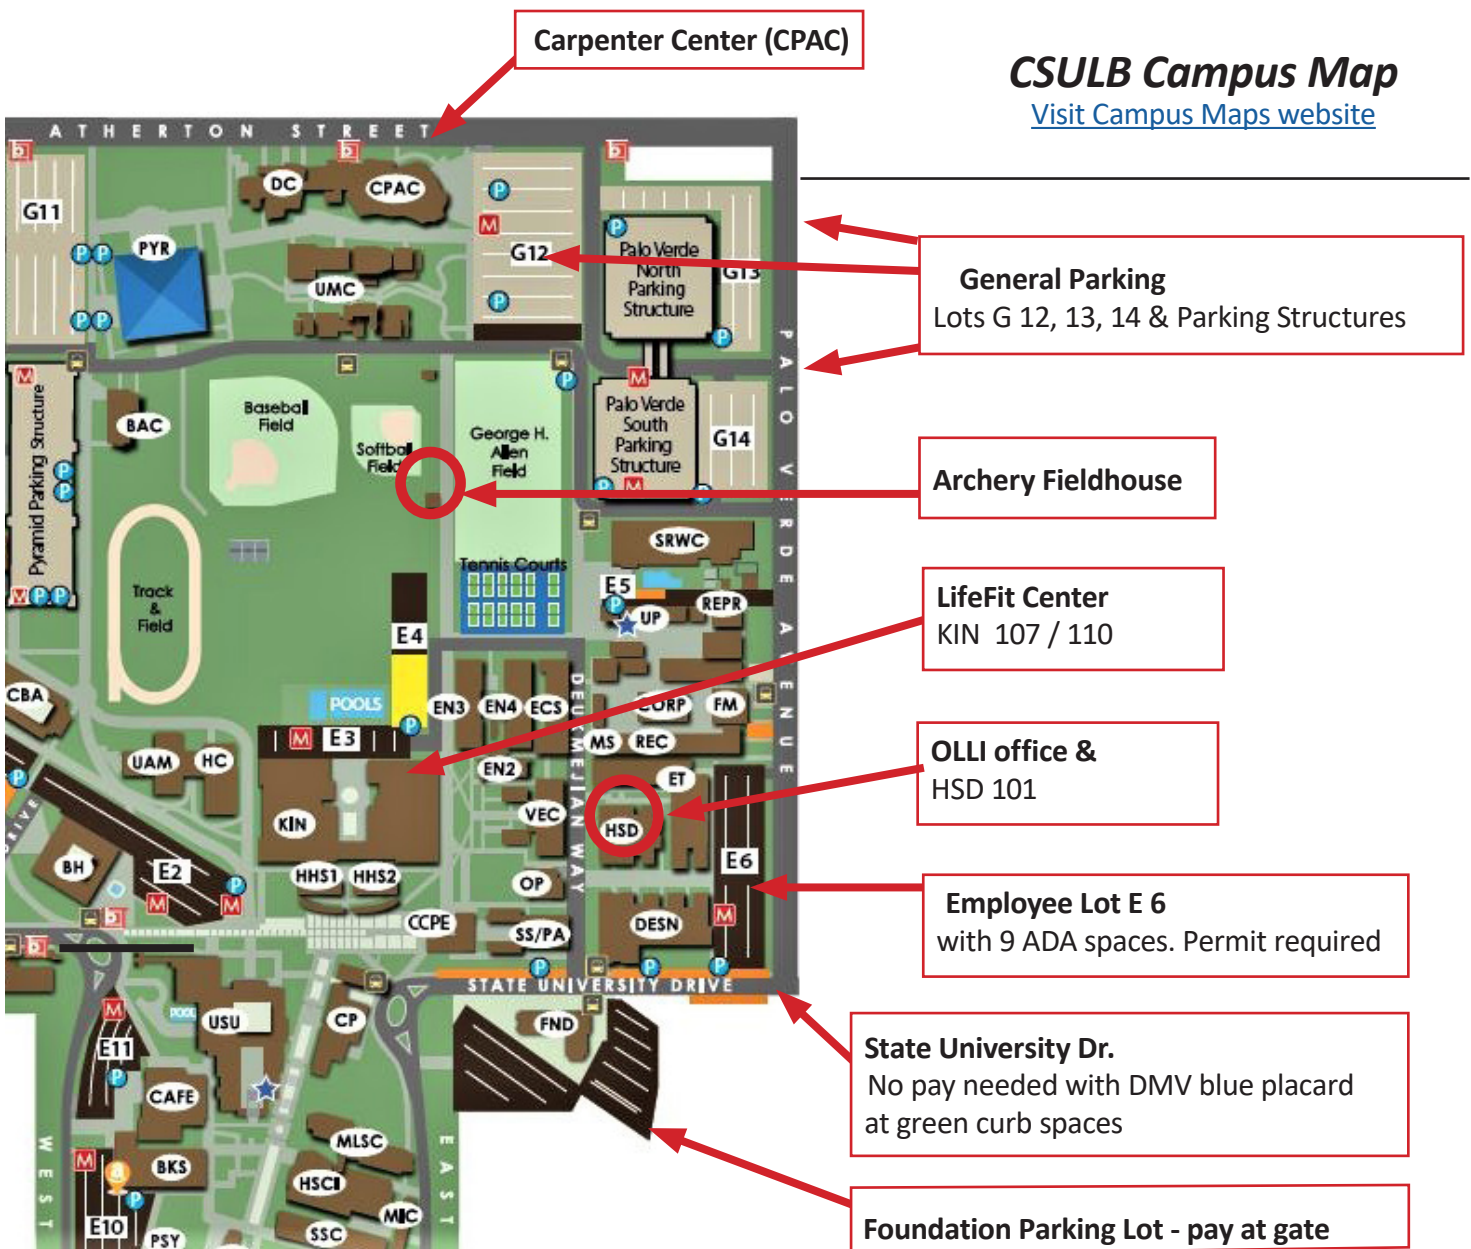 Carpenter Center (CPAC)
CSULB Campus Map
Visit Campus Maps website
ATHERTON STREET
G11
DC
CPAC
PYR
UMC
G12
Palo Verde
North
Parking
Structure
G13
General Parking
Lots G 12, 13, 14 & Parking Structures
PALO VERDE AVENUE
Pyramid Parking Structure
BAC
Baseball
Field
Softball
Field
George H.
Allen
Field
Palo Verde
South
Parking
Structure
G14
Archery Fieldhouse
SRWC
Track
&
Field
Tennis Courts
E5
UP
REPR
E4
LifeFit Center
KIN 107 / 110
CBA
POOLS
EN3
EN4
ECS
DEUKMEJIAN WAY
CORP
FM
E3
MS
REC
UAM
HC
EN2
ET
OLLI office &
HSD 101
KIN
VEC
HSD
DRIVE
BH
E2
HHS1
HHS2
OP
E6
Employee Lot E 6
with 9 ADA spaces. Permit required
CCPE
SS/PA
DESN
STATE UNIVERSITY DRIVE
POOL
USU
CP
FND
State University Dr.
No pay needed with DMV blue placard
at green curb spaces
E11
CAFE
WEST
EAST
MLSC
BKS
HSCI
MIC
E10
PSY
SSC
Foundation Parking Lot - pay at gate